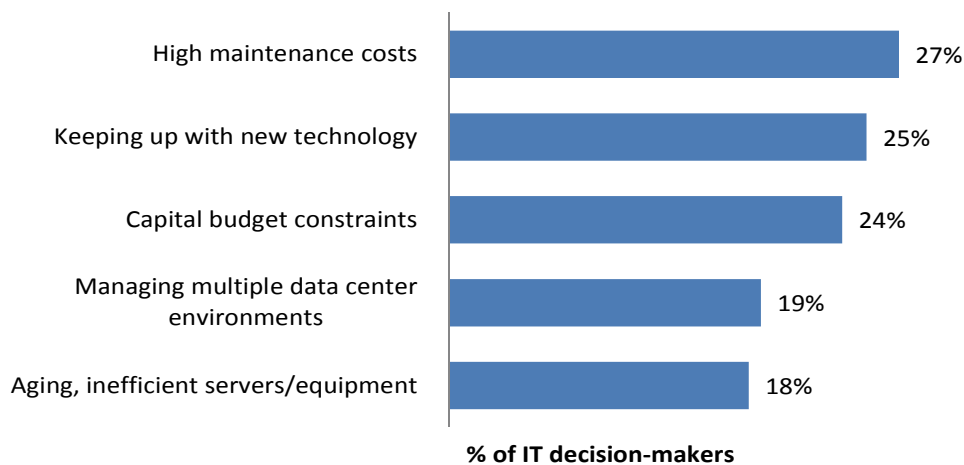 High maintenance costs 27%
Keeping up with new technology 25%
Capital budget constraints 24%
Managing multiple data center
environments 19%
Aging, inefficient servers/equipment 18%
% of IT decision-makers